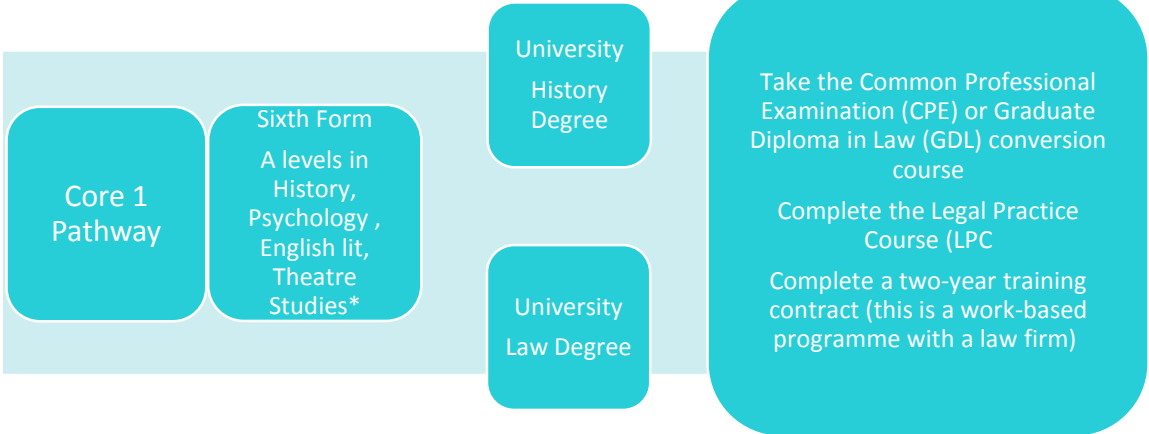 Core 1
Pathway
Sixth Form
A levels in
History,
Psychology ,
English lit,
Theatre
Studies*
University
History
Degree
University
Law Degree
Take the Common Professional
Examination (CPE) or Graduate
Diploma in Law (GDL) conversion
course
Complete the Legal Practice
Course (LPC
Complete a two-year training
contract (this is a work-based
programme with a law firm)